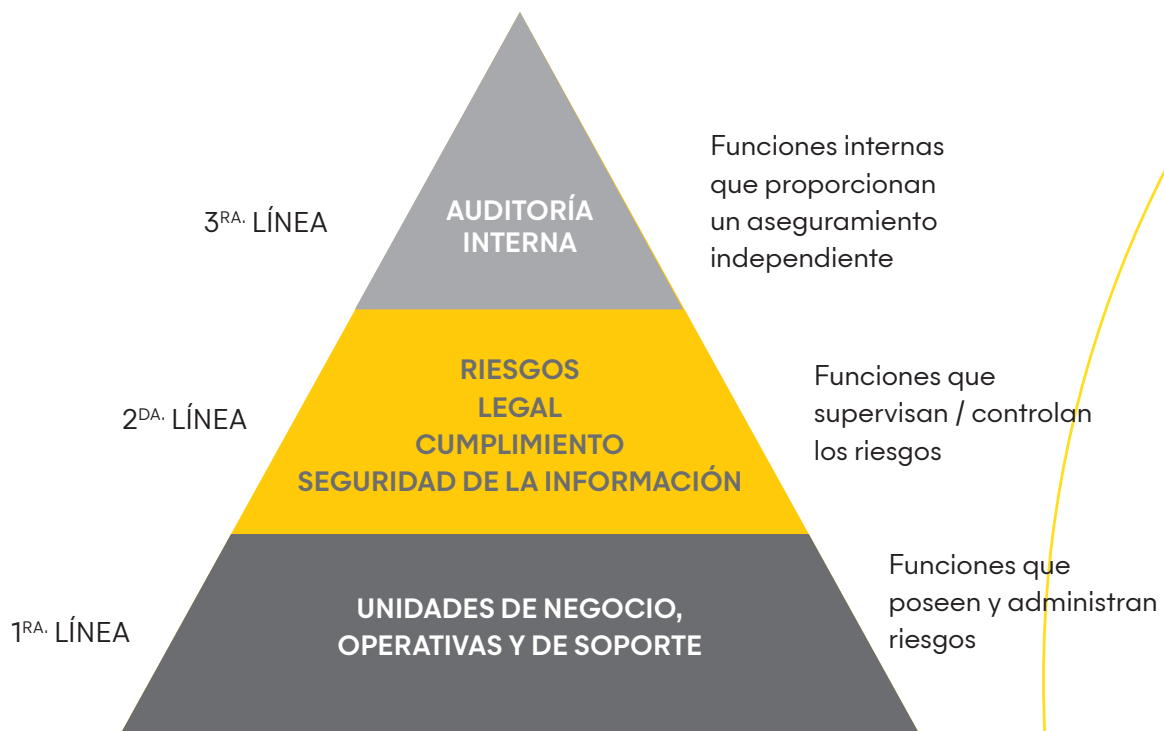 3RA. LÍNEA
AUDITORÍA
INTERNA
Funciones internas
que proporcionan
un aseguramiento
independiente
2DA. LÍNEA
RIESGOS
LEGAL
CUMPLIMIENTO
SEGURIDAD DE LA INFORMACIÓN
Funciones que
supervisan / controlan
los riesgos
1RA. LÍNEA
UNIDADES DE NEGOCIO,
OPERATIVAS Y DE SOPORTE
Funciones que
poseen y administran
riesgos